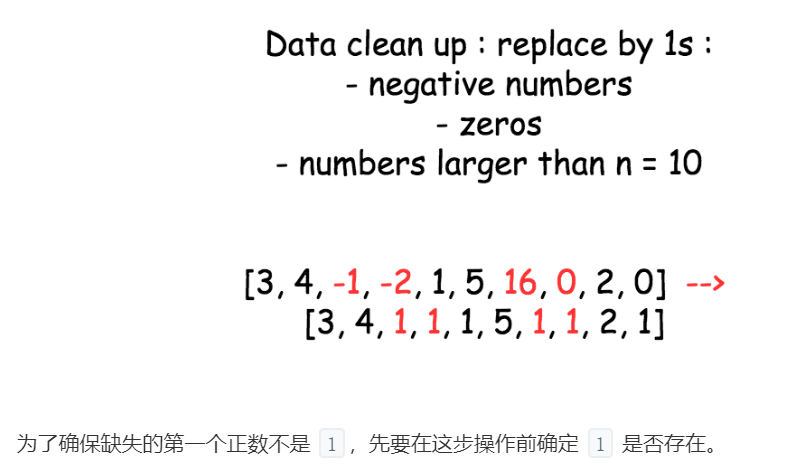 Data clean up : replace by 1s :
- negative numbers
- zeros
- numbers larger than n = 10
[3, 4, -1, -2, 1, 5, 16, 0, 2, 0] -->
[3, 4, 1, 1, 1, 5, 1, 1, 2, 1]
为了确保缺失的第一个正数不是 1，先要在这步操作前确定 1 是否存在。